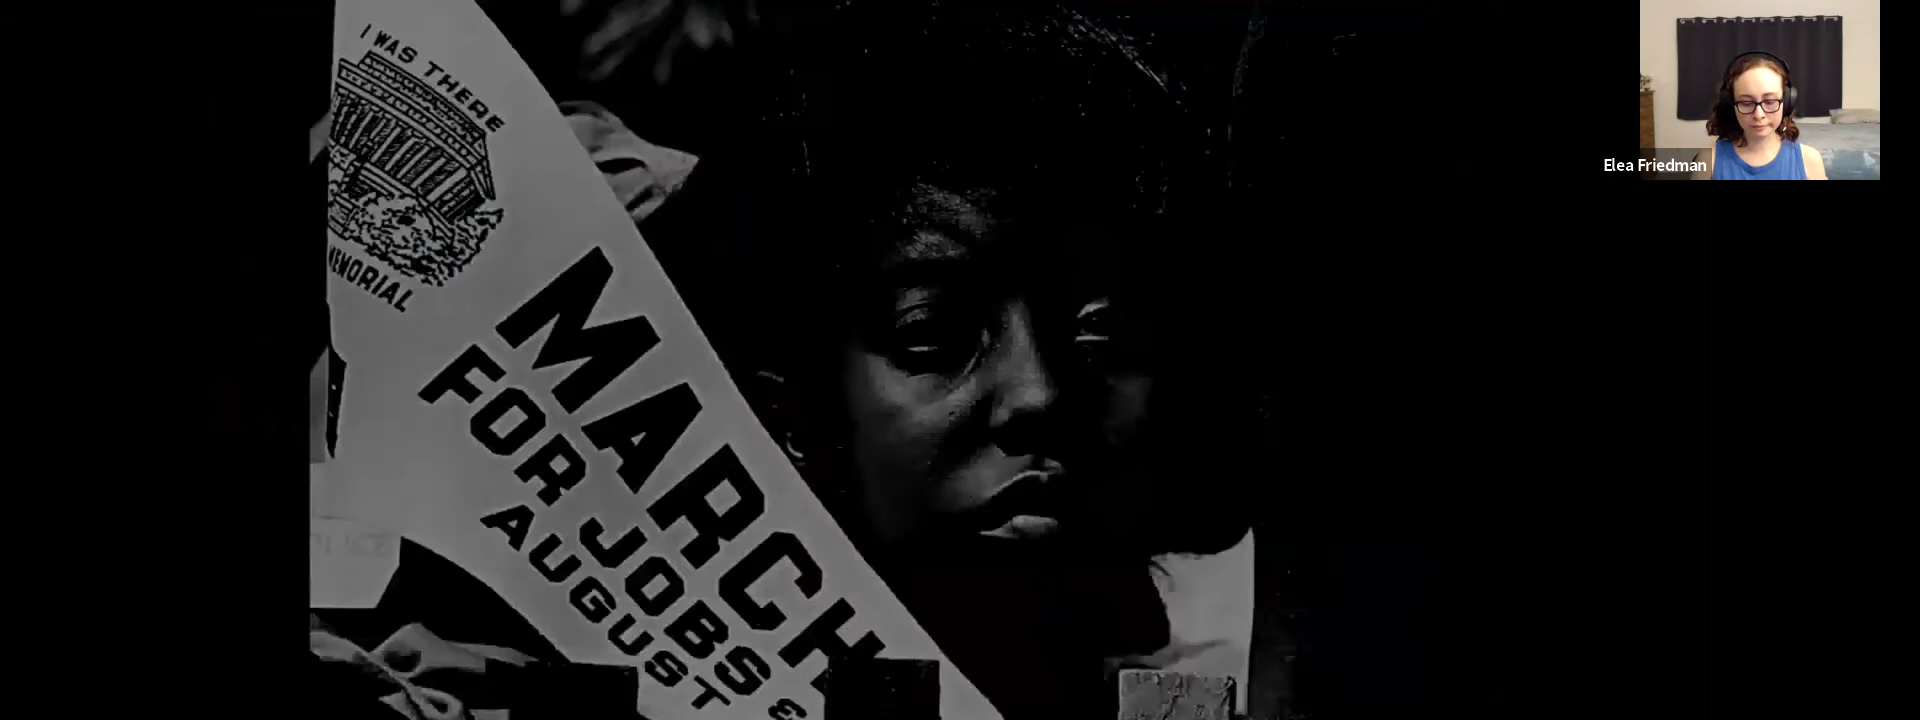 I WAS THERE
MEMORIAL
MARCH
FOR JOBS &
AUGUST
Elea Friedman